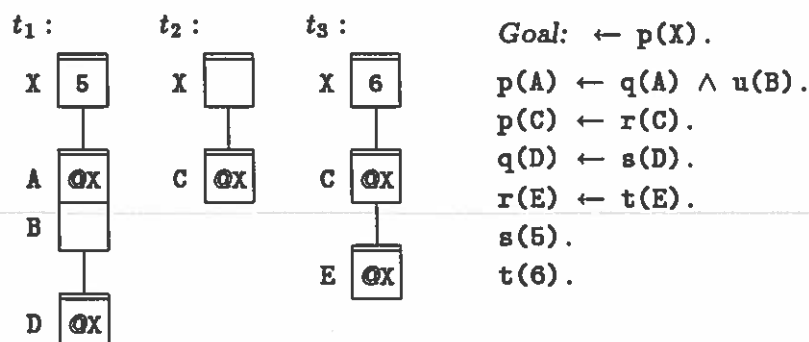 t₁ : t₂ : t₃ :
X 5
A @X
B
D @X
X
C @X
X 6
C @X
E @X
Goal: ← p(X).
p(A) ← q(A) ∧ u(B).
p(C) ← r(C).
q(D) ← s(D).
r(E) ← t(E).
s(5).
t(6).